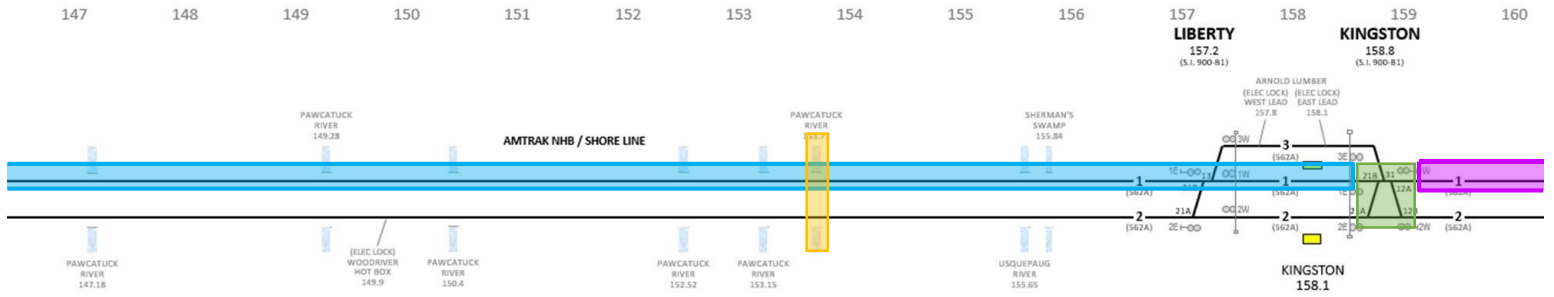 147 148 149 150 151 152 153 154 155 156 157 158 159 160
LIBERTY
157.2
(S.I. 900-B1)
KINGSTON
158.8
(S.I. 900-B1)
ARNOLD LUMBER
(ELEC LOCK) (ELEC LOCK)
WEST LEAD EAST LEAD
157.8 158.1
PAWCATUCK
RIVER
149.28
AMTRAK NHB / SHORE LINE
PAWCATUCK
RIVER
SHERMAN'S
SWAMP
155.84
3W 3 3E
(562A)
1E 13 1W 21B 31
1 1 1
(562A) (562A) (562A)
1E 12A
21A 2W
2 2 2
(562A) 2E (562A) 2E 2W (562A)
PAWCATUCK
RIVER
147.18
(ELEC LOCK)
WOODRIVER
HOT BOX
149.9
PAWCATUCK
RIVER
150.4
PAWCATUCK
RIVER
152.52
PAWCATUCK
RIVER
153.15
USQUEPAUG
RIVER
155.65
KINGSTON
158.1